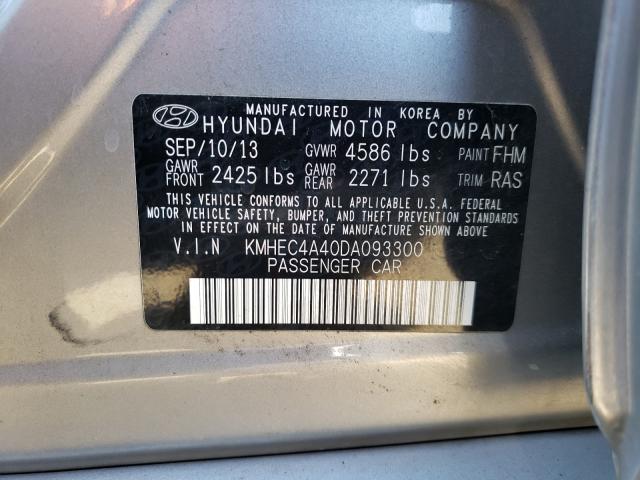 MANUFACTURED IN KOREA BY
HYUNDAI MOTOR COMPANY
SEP/10/13 GVWR 4586 lbs PAINT FHM
GAWR FRONT 2425 lbs GAWR REAR 2271 lbs TRIM RAS
THIS VEHICLE CONFORMS TO ALL APPLICABLE U.S.A. FEDERAL
MOTOR VEHICLE SAFETY, BUMPER, AND THEFT PREVENTION STANDARDS
IN EFFECT ON THE DATE OF MANUFACTURE SHOWN ABOVE
V.I.N KMHEC4A40DA093300
PASSENGER CAR